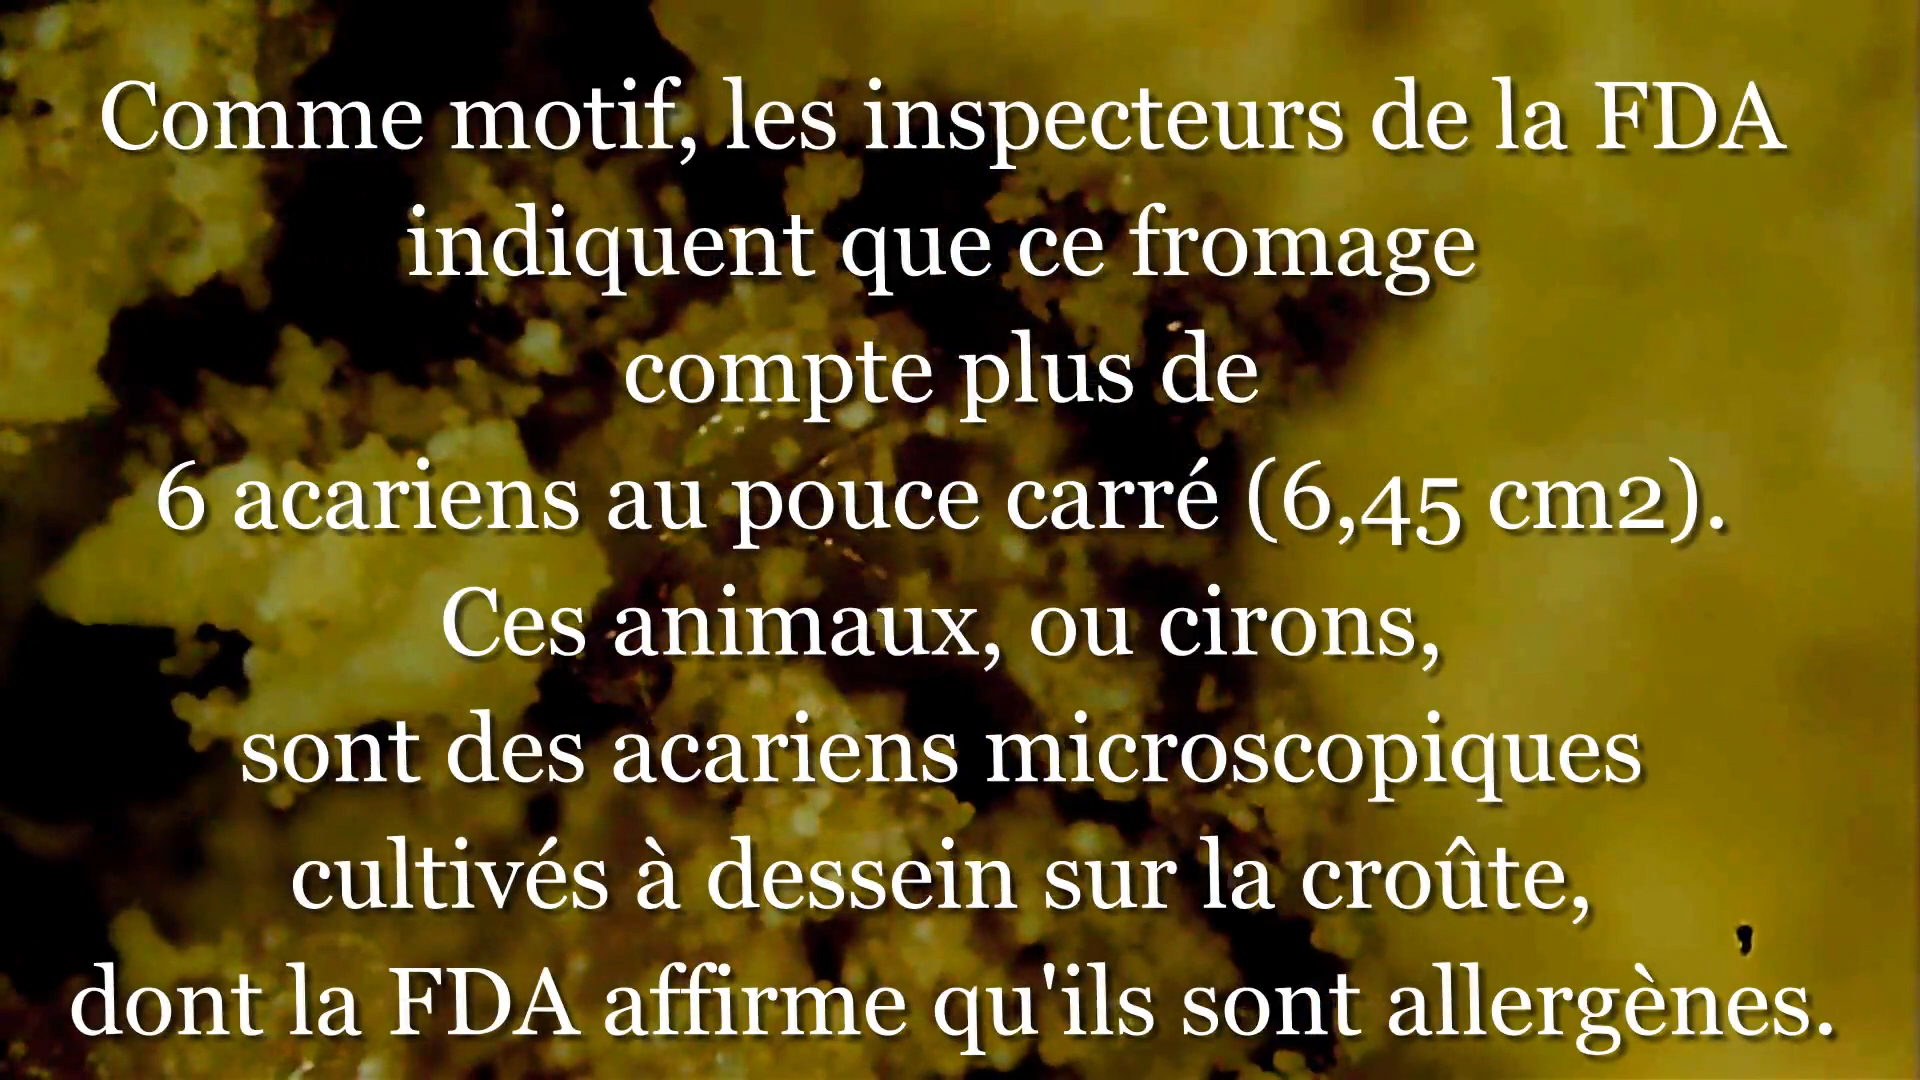 Comme motif, les inspecteurs de la FDA
indiquent que ce fromage
compte plus de
6 acariens au pouce carré (6,45 cm2).
Ces animaux, ou cirons,
sont des acariens microscopiques
cultivés à dessein sur la croûte,
dont la FDA affirme qu'ils sont allergènes.